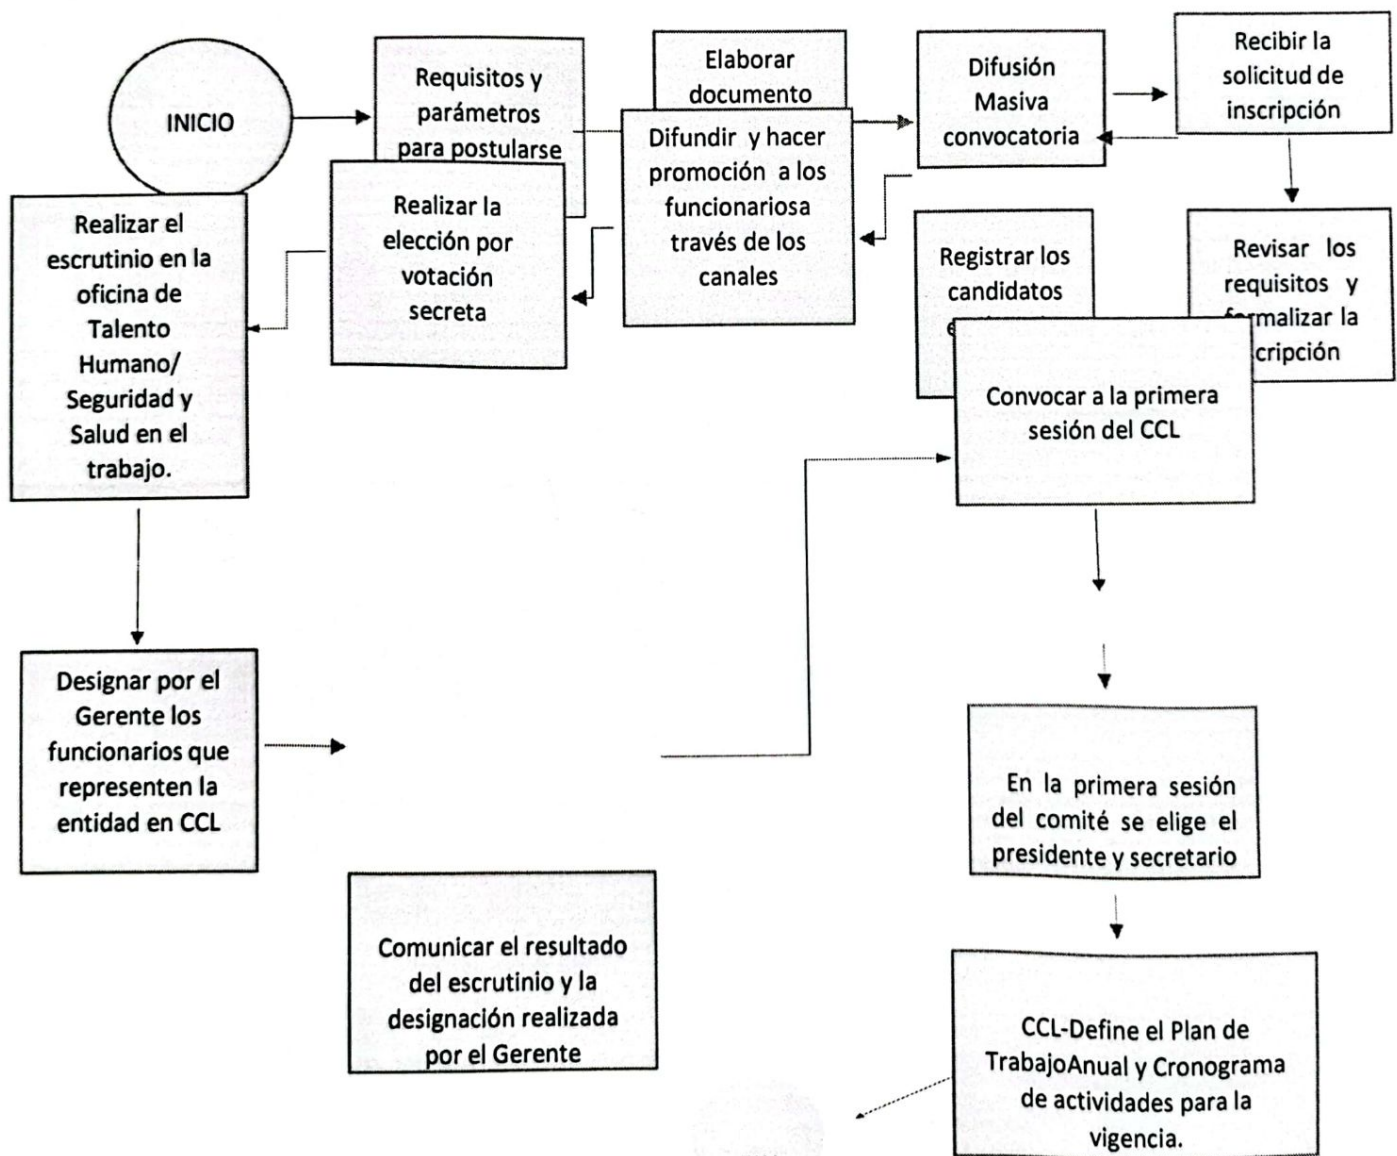 INICIO
Requisitos y
parámetros
para postularse
Elaborar
documento
Difusión
Masiva
convocatoria
Recibir la
solicitud de
inscripción
Revisar los
requisitos y
formalizar la
cripción
Registrar los
candidatos
Difundir y hacer
promoción a los
funcionariosa
través de los
canales
Realizar la
elección por
votación
secreta
Realizar el
escrutinio en la
oficina de
Talento
Humano/
Seguridad y
Salud en el
trabajo.
Designar por el
Gerente los
funcionarios que
representen la
entidad en CCL
Comunicar el resultado
del escrutinio y la
designación realizada
por el Gerente
Convocar a la primera
sesión del CCL
En la primera sesión
del comité se elige el
presidente y secretario
CCL-Define el Plan de
TrabajoAnual y Cronograma
de actividades para la
vigencia.